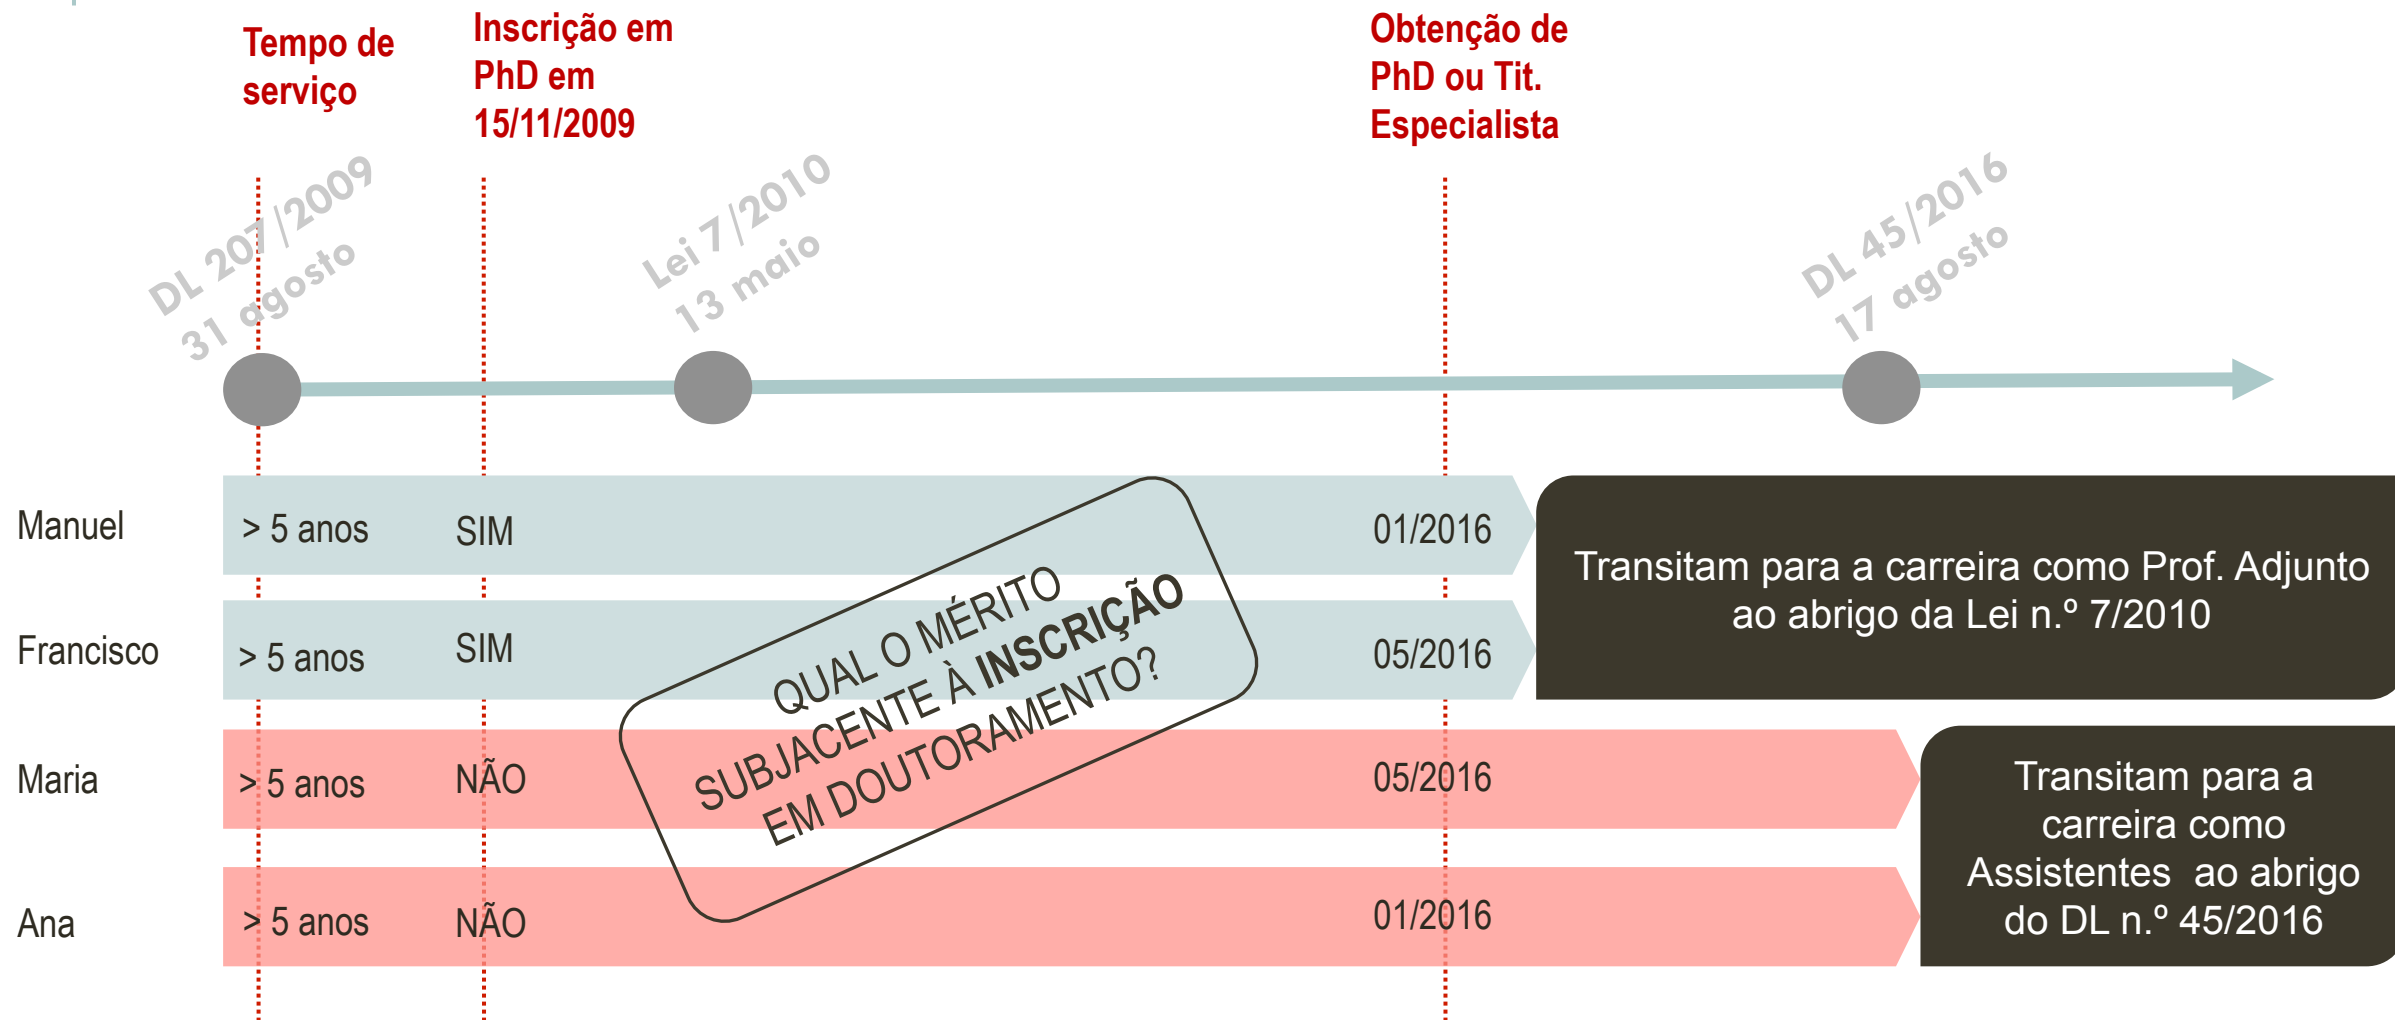 Tempo de
serviço
Inscrição em
PhD em
15/11/2009
Obtenção de
PhD ou Tit.
Especialista
DL 207/2009
31 agosto
Lei 7/2010
13 maio
DL 45/2016
17 agosto
Manuel
> 5 anos
SIM
01/2016
Francisco
> 5 anos
SIM
05/2016
Transitam para a carreira como Prof. Adjunto
ao abrigo da Lei n.º 7/2010
QUAL O MÉRITO
SUBJACENTE À INSCRIÇÃO
EM DOUTORAMENTO?
Maria
> 5 anos
NÃO
05/2016
Ana
> 5 anos
NÃO
01/2016
Transitam para a
carreira como
Assistentes  ao abrigo
do DL n.º 45/2016